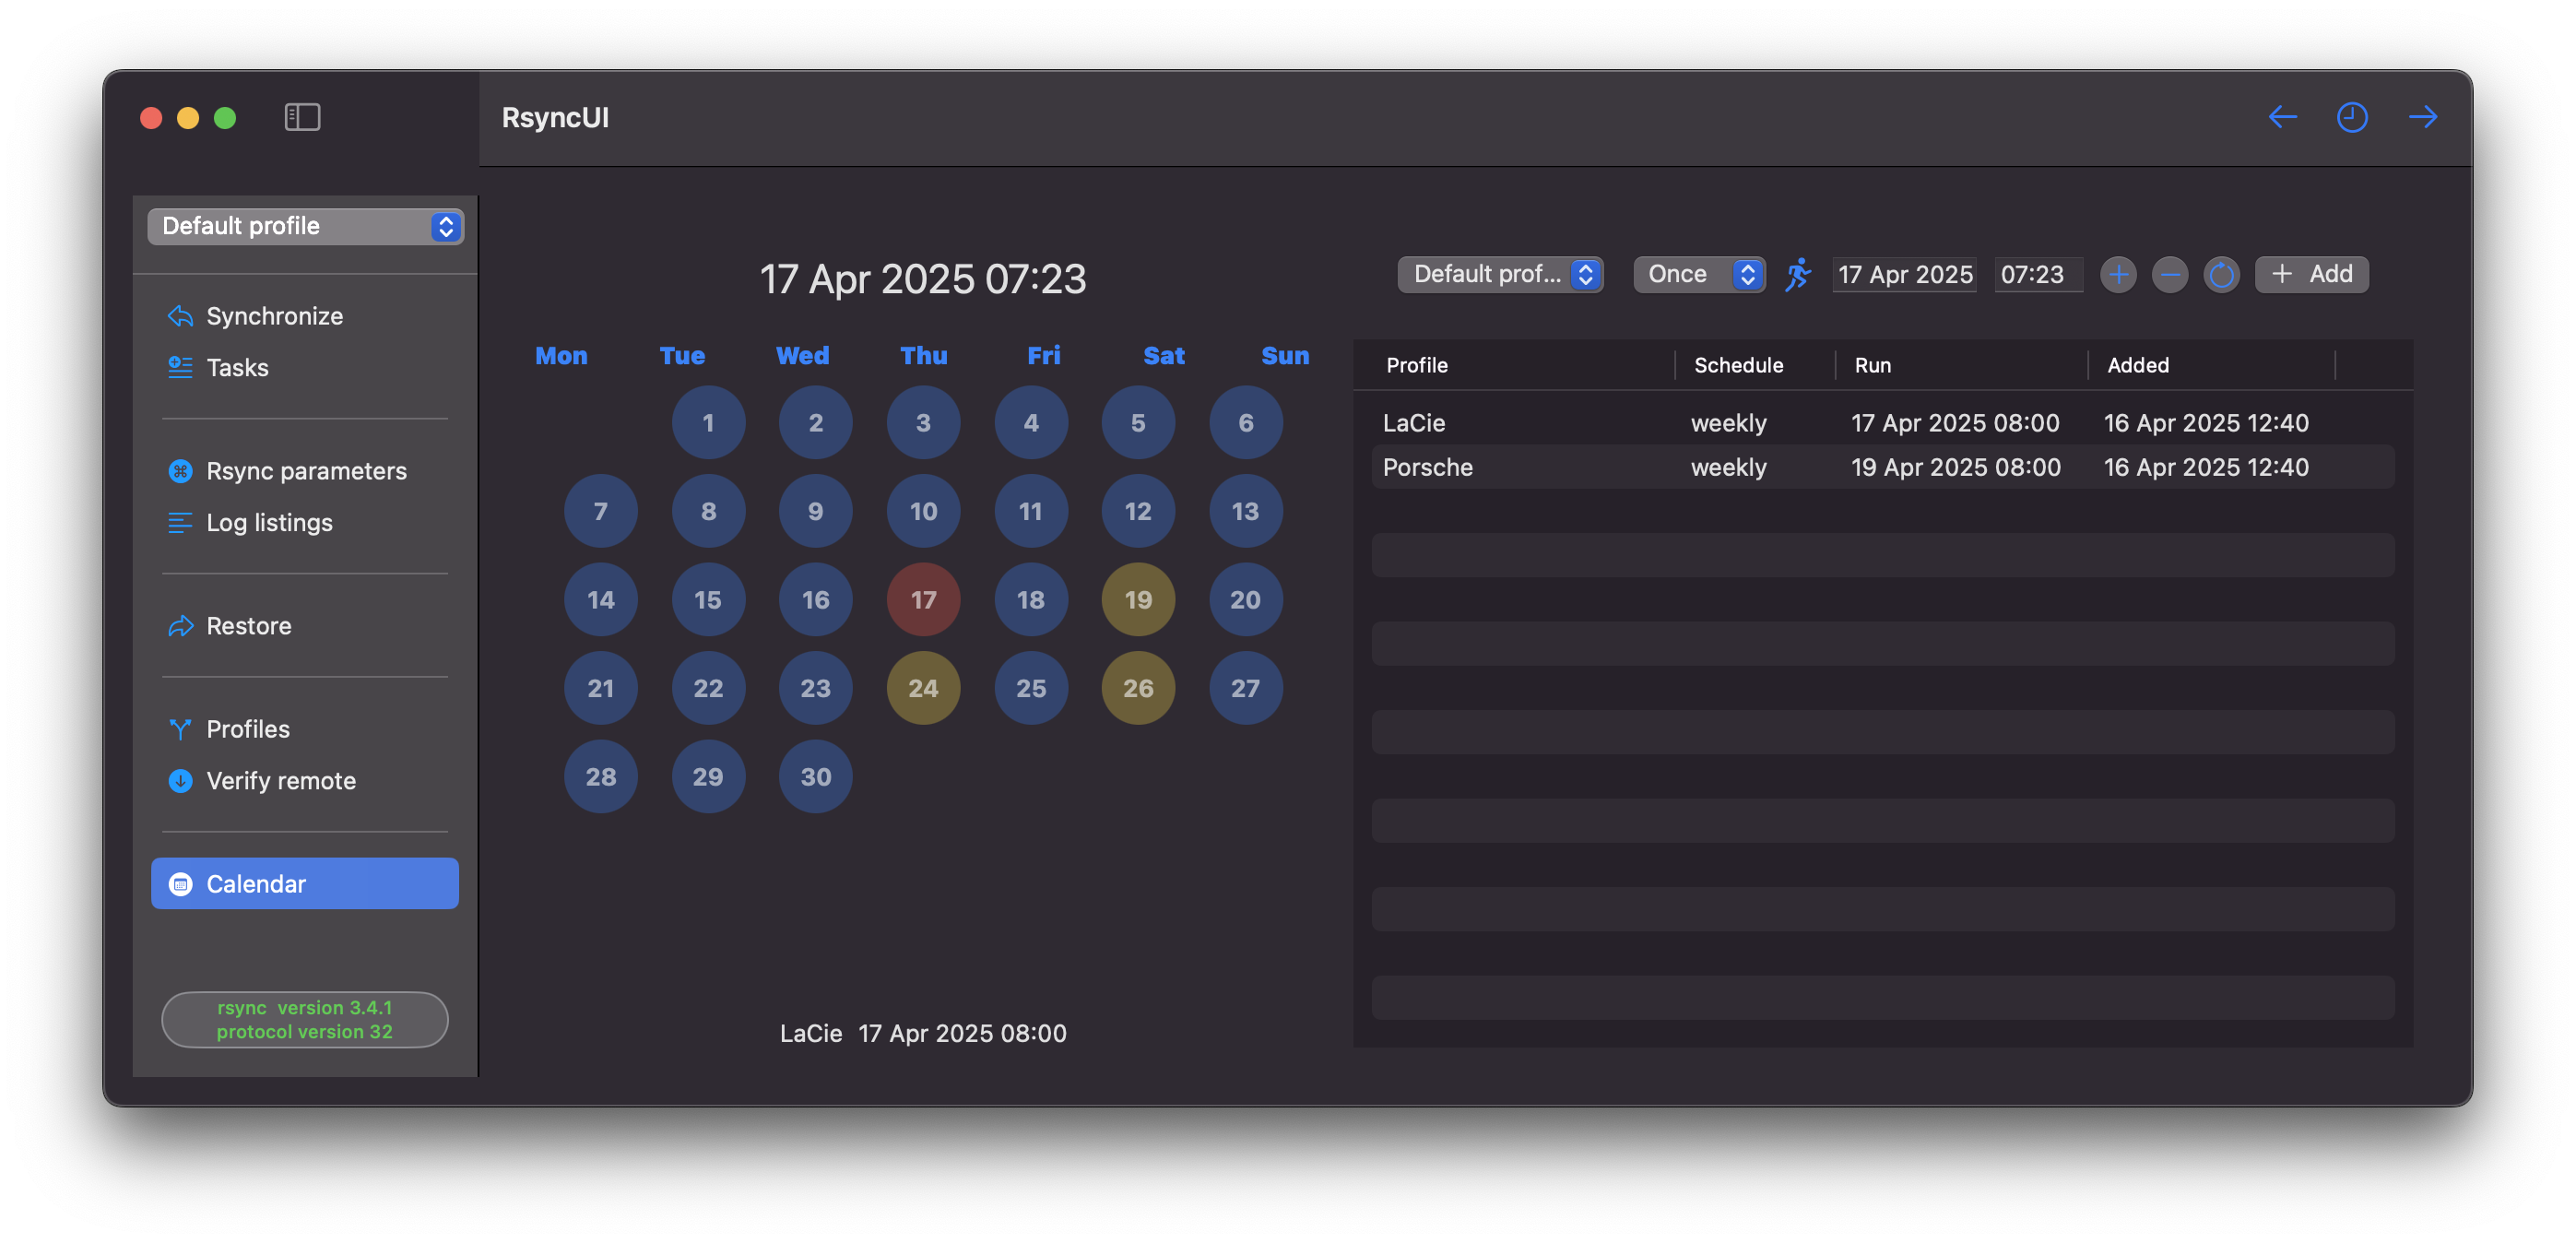 RsyncUI
Default profile
Synchronize
Tasks
Rsync parameters
Log listings
Restore
Profiles
Verify remote
Calendar
rsync version 3.4.1
protocol version 32
17 Apr 2025 07:23
Mon Tue Wed Thu Fri Sat Sun
1 2 3 4 5 6
7 8 9 10 11 12 13
14 15 16 17 18 19 20
21 22 23 24 25 26 27
28 29 30
LaCie 17 Apr 2025 08:00
Default prof... Once 17 Apr 2025 07:23 + Add
Profile Schedule Run Added
LaCie weekly 17 Apr 2025 08:00 16 Apr 2025 12:40
Porsche weekly 19 Apr 2025 08:00 16 Apr 2025 12:40